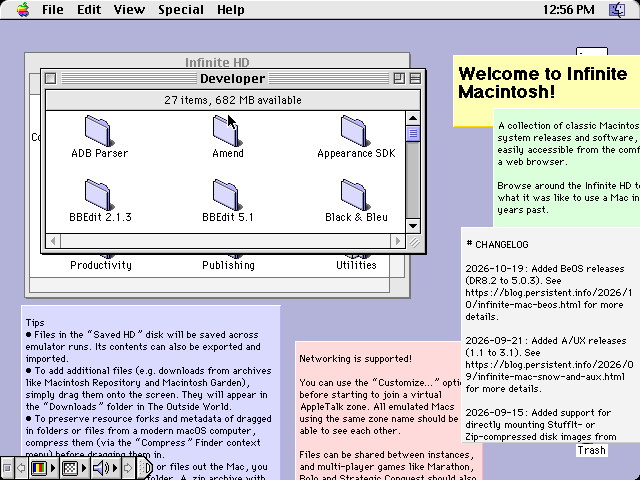 File Edit View Special Help
12:56 PM
Infinite HD
Developer
27 items, 682 MB available
ADB Parser
Amend
Appearance SDK
BBEdit 2.1.3
BBEdit 5.1
Black & Bleu
Productivity
Publishing
Utilities
Welcome to Infinite
Macintosh!
A collection of classic Macintos
system releases and software,
easily accessible from the comf
a web browser.
Browse around the Infinite HD to
what it was like to use a Mac in
years past.
# CHANGELOG
2026-10-19: Added BeOS releases
(DR8.2 to 5.0.3). See
https://blog.persistent.info/2026/1
0/infinite-mac-beos.html for more
details.
2026-09-21: Added A/UX releases
(1.1 to 3.1). See
https://blog.persistent.info/2026/0
9/infinite-mac-snow-and-aux.html
for more details.
2026-09-15: Added support for
directly mounting StuffIt- or
Zip-compressed disk images from
Trash
Tips
● Files in the “Saved HD” disk will be saved across
emulator runs. Its contents can also be exported and
imported.
● To add additional files (e.g. downloads from archives
like Macintosh Repository and Macintosh Garden),
simply drag them onto the screen. They will appear
in the “Downloads” folder in The Outside World.
● To preserve resource forks and metadata of dragged
in folders or files from a modern macOS computer,
compress them (via the “Compress” Finder context
menu) before dragging them in.
or files out the Mac, you
folder. A .zip archive with
Networking is supported!
You can use the “Customize...” optio
before starting to join a virtual
AppleTalk zone. All emulated Macs
using the same zone name should be
able to see each other.
Files can be shared between instances,
and multi-player games like Marathon,
Bolo and Strategic Conquest should also